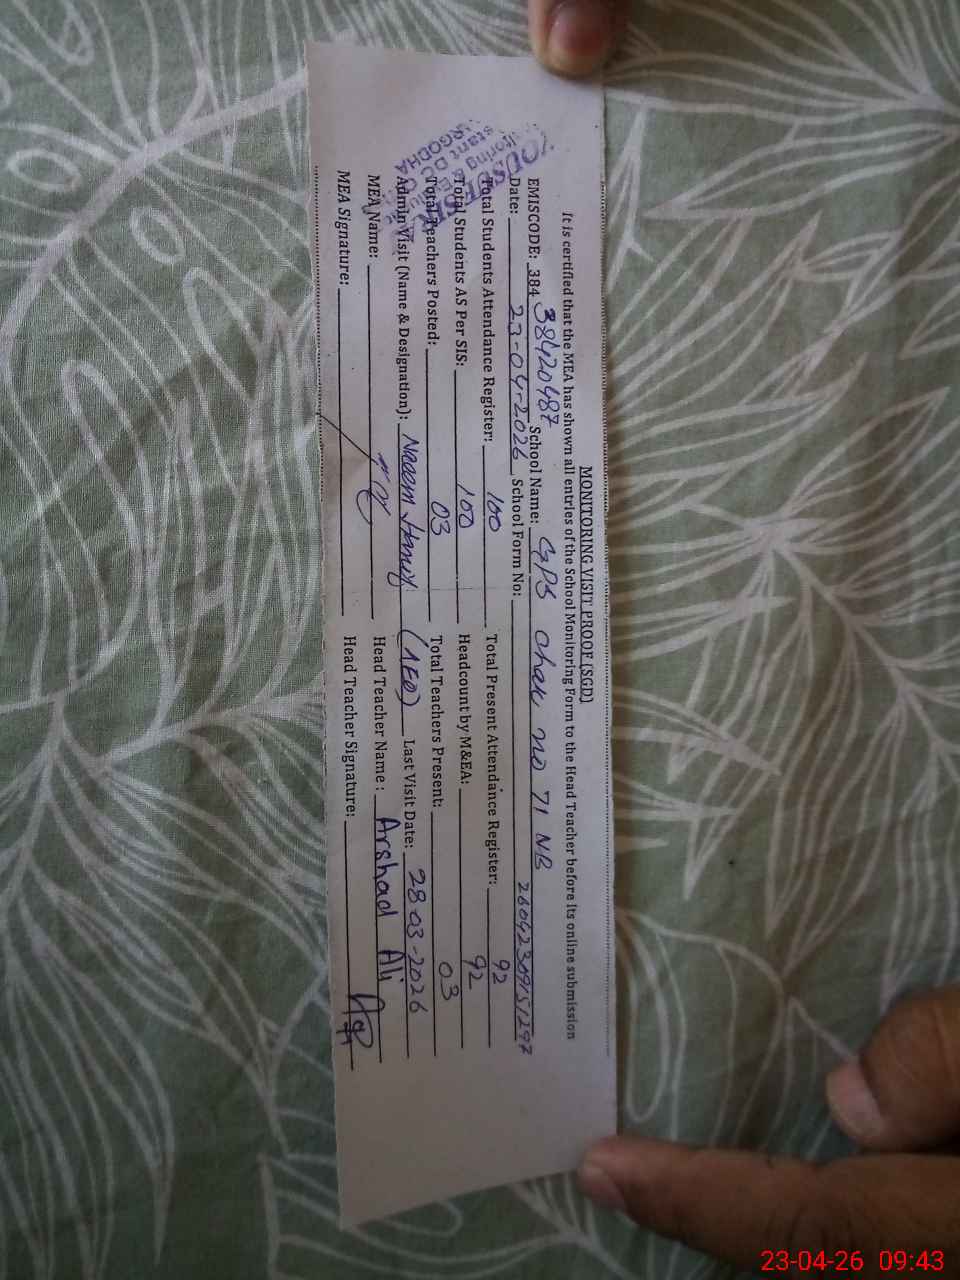 MONITORING VISIT PROOF (SGD)
It is certified that the MEA has shown all entries of the School Monitoring Form to the Head Teacher before its online submission
EMISCODE: 384 38420487 School Name: GPS Chak no 71 NB
Date: 23-04-2026 School Form No: 26042309151297
Total Students Attendance Register: 100 Total Present Attendance Register: 92
Total Students AS Per SIS: 100 Headcount by M&EA: 92
Total Teachers Posted: 03 Total Teachers Present: 03
Admin Visit (Name & Designation): Naeem (AEO) Last Visit Date: 28-03-2026
MEA Name: Head Teacher Name: Arshad Ali
MEA Signature: Head Teacher Signature:
23-04-26 09:43